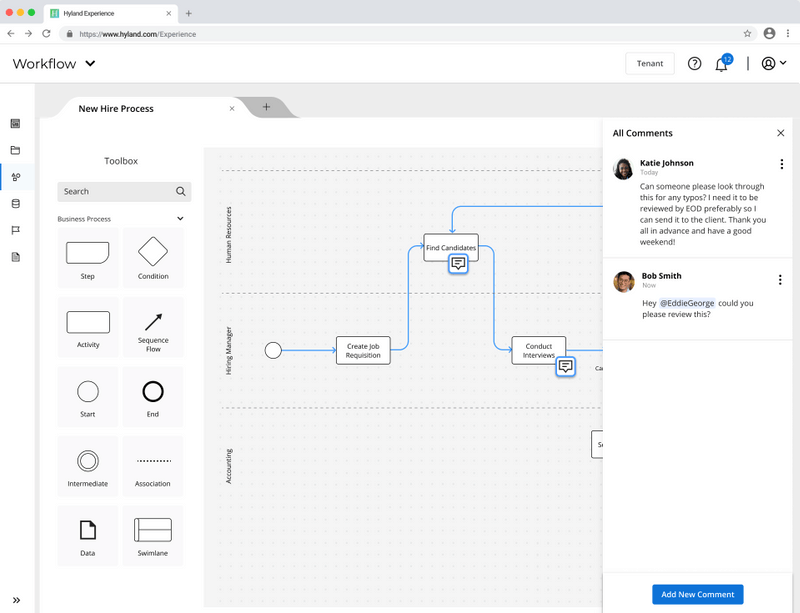 Hyland Experience
https://www.hyland.com/Experience
Workflow
Tenant
12
New Hire Process
Toolbox
Search
Business Process
Step
Condition
Activity
Sequence
Flow
Start
End
Intermediate
Association
Data
Swimlane
Human Resources
Hiring Manager
Accounting
Find Candidates
Create Job
Requisition
Conduct
Interviews
Ca
Se
All Comments
Katie Johnson
Today
Can someone please look through
this for any typos? I need it to be
reviewed by EOD preferably so I
can send it to the client. Thank you
all in advance and have a good
weekend!
Bob Smith
Now
Hey @EddieGeorge could you
please review this?
Add New Comment